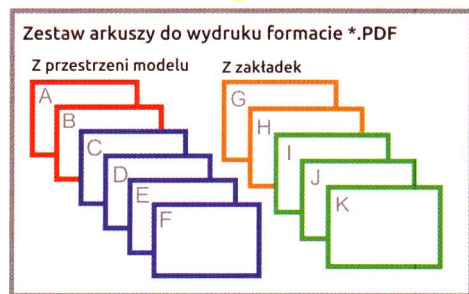 Zestaw arkuszy do wydruku formacie *.PDF
Z przestrzeni modelu
Z zakładek
A
B
C
D
E
F
G
H
I
J
K